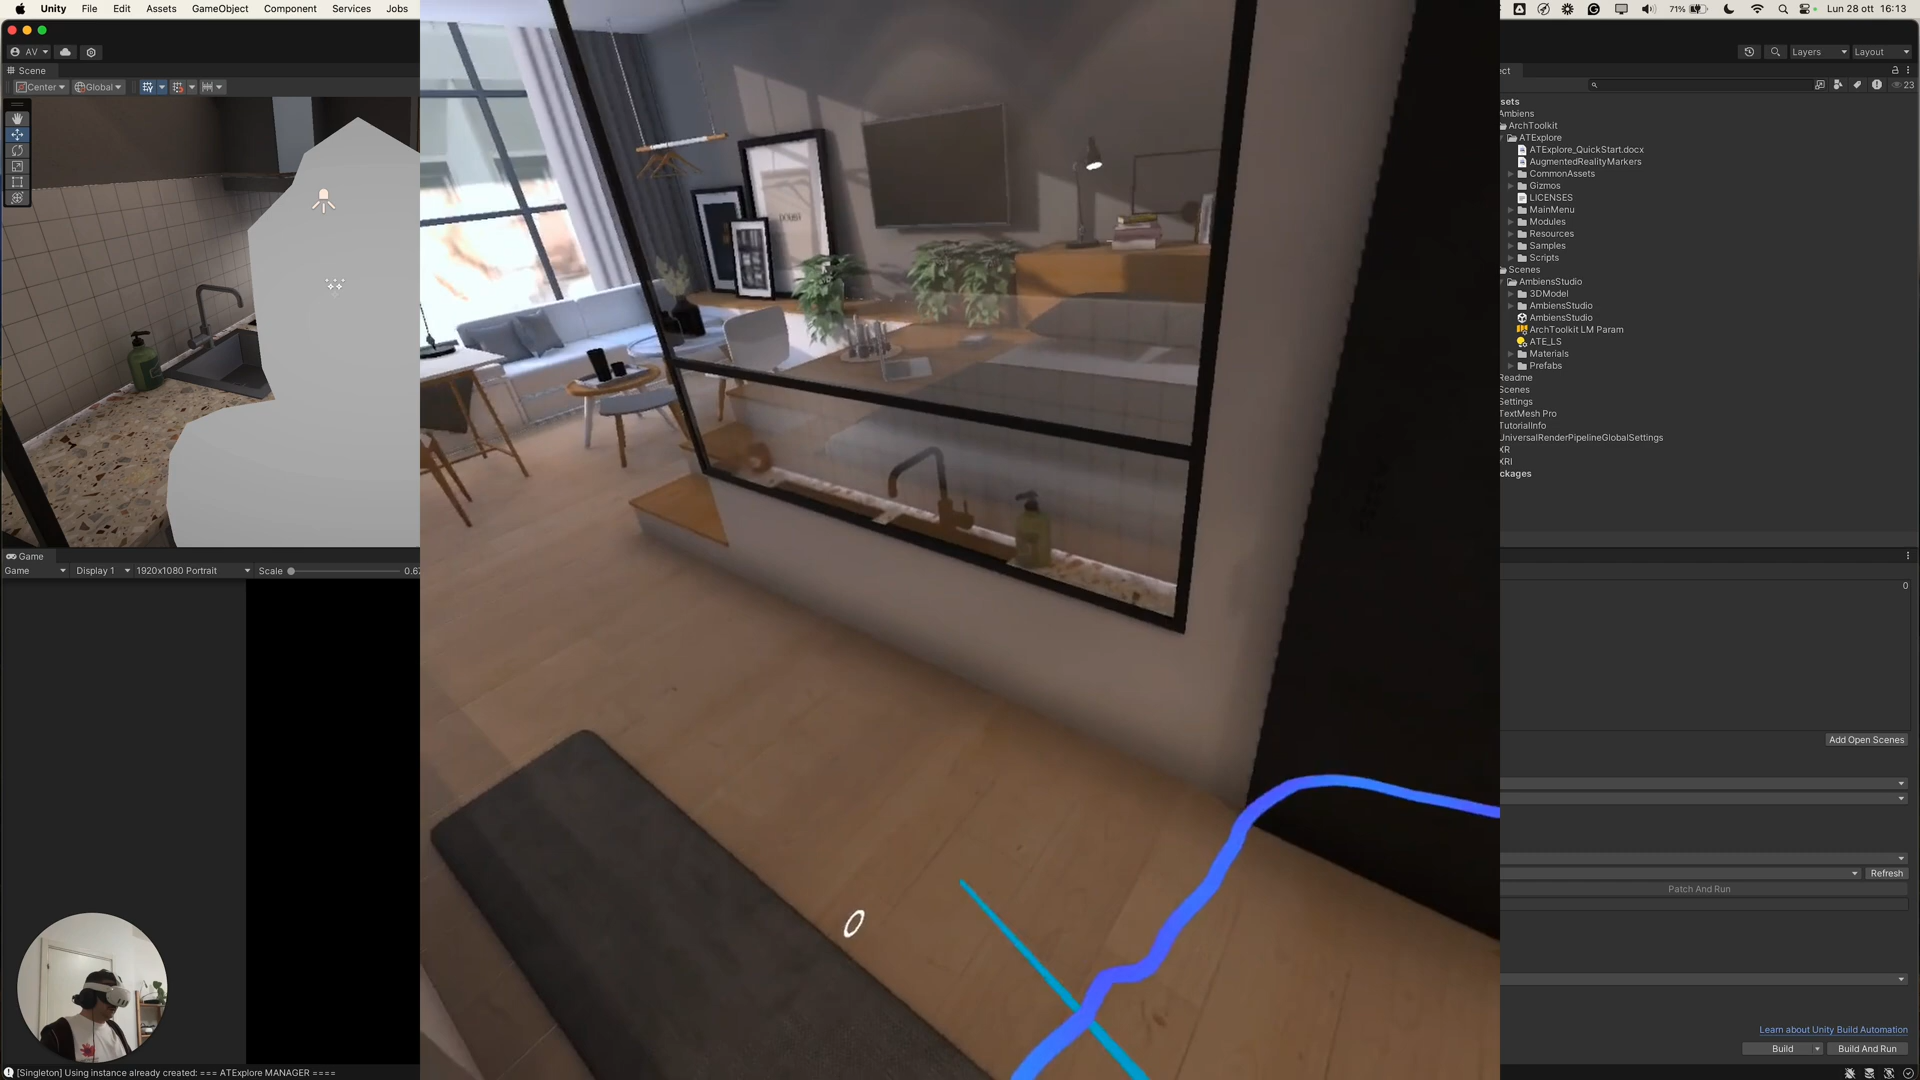 Unity File Edit Assets GameObject Component Services Jobs
71% Lun 28 ott 16:13
AV
Layers Layout
Scene
ect
Center Global
23
sets
Ambiens
ArchToolkit
ATExplore
ATExplore_QuickStart.docx
AugmentedRealityMarkers
CommonAssets
Gizmos
LICENSES
MainMenu
Modules
Resources
Samples
Scripts
Scenes
AmbiensStudio
3DModel
AmbiensStudio
AmbiensStudio
ArchToolkit LM Param
ATE_LS
Materials
Prefabs
Readme
Scenes
Settings
TextMesh Pro
TutorialInfo
UniversalRenderPipelineGlobalSettings
XR
XRI
ckages
Game
Game Display 1 1920x1080 Portrait Scale 0.6
0
Add Open Scenes
Refresh
Patch And Run
Learn about Unity Build Automation
Build Build And Run
[Singleton] Using instance already created: === ATExplore MANAGER ====